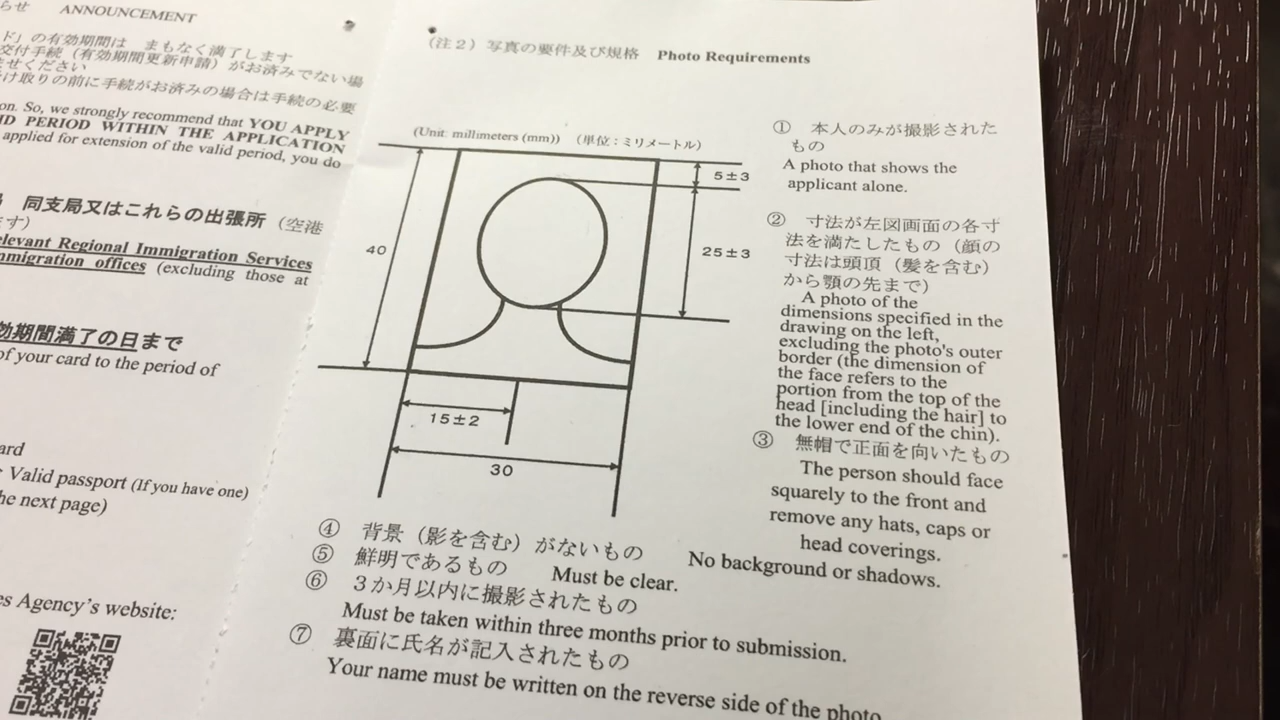 らせ ANNOUNCEMENT
ド」の有効期間は まもなく満了します
交付手続（有効期間更新申請）がお済みでない場
せください
け取りの前に手続がお済みの場合は手続の必要
on. So, we strongly recommend that YOU APPLY
ID PERIOD WITHIN THE APPLICATION
applied for extension of the valid period, you do
同支局又はこれらの出張所（空港
ます）
elevant Regional Immigration Services
mmigration offices (excluding those at
効期間満了の日まで
of your card to the period of
ard
Valid passport (If you have one)
he next page)
es Agency's website:
（注２）写真の要件及び規格 Photo Requirements
(Unit: millimeters (mm)) （単位：ミリメートル）
5±3
40
25±3
15±2
30
① 本人のみが撮影された
もの
A photo that shows the
applicant alone.
② 寸法が左図画面の各寸
法を満たしたもの（顔の
寸法は頭頂（髪を含む）
から顎の先まで）
A photo of the
dimensions specified in the
drawing on the left,
excluding the photo's outer
border (the dimension of
the face refers to the
portion from the top of the
head [including the hair] to
the lower end of the chin).
③ 無帽で正面を向いたもの
The person should face
squarely to the front and
remove any hats, caps or
head coverings.
④ 背景（影を含む）がないもの No background or shadows.
⑤ 鮮明であるもの Must be clear.
⑥ ３か月以内に撮影されたもの
Must be taken within three months prior to submission.
⑦ 裏面に氏名が記入されたもの
Your name must be written on the reverse side of the photo